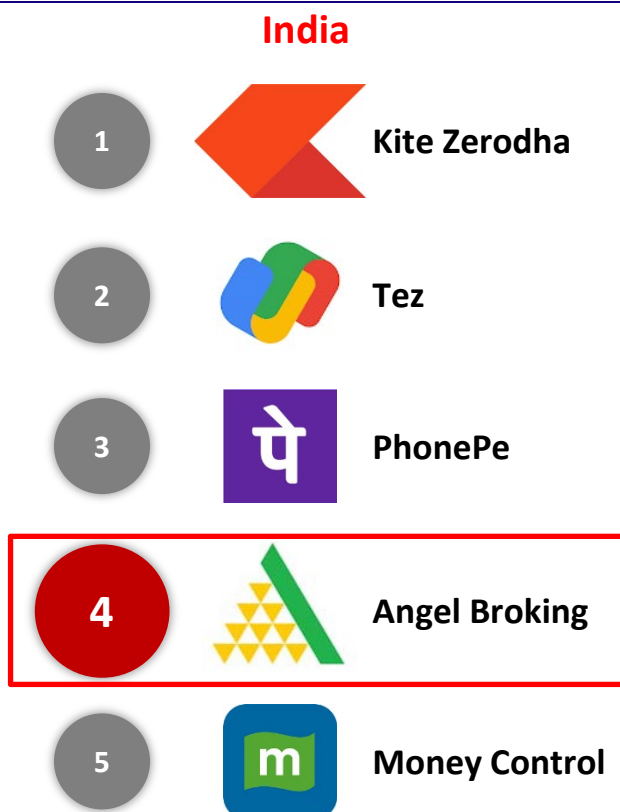 India
1
Kite Zerodha
2
Tez
3
पे
PhonePe
4
Angel Broking
5
m
Money Control